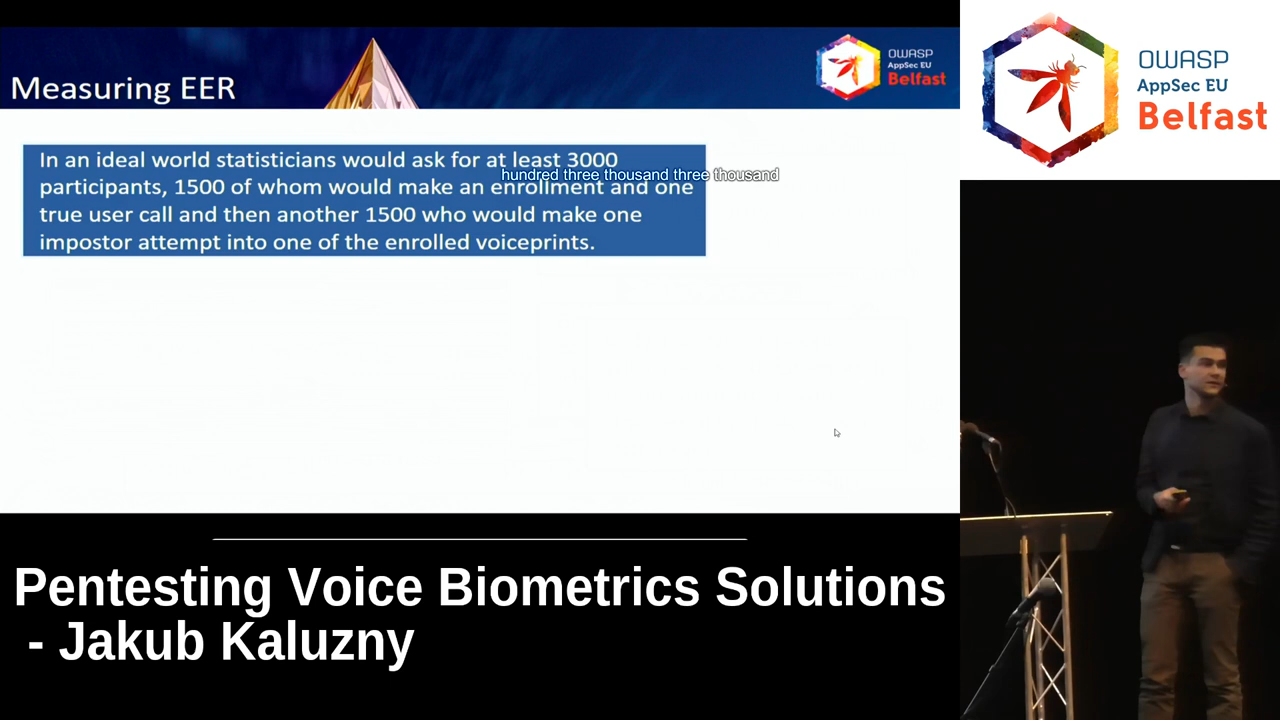 Measuring EER
OWASP
AppSec EU
Belfast
OWASP
AppSec EU
Belfast
In an ideal world statisticians would ask for at least 3000
participants, 1500 of whom would make an enrollment and one
true user call and then another 1500 who would make one
impostor attempt into one of the enrolled voiceprints.
hundred three thousand three thousand
Pentesting Voice Biometrics Solutions
- Jakub Kaluzny